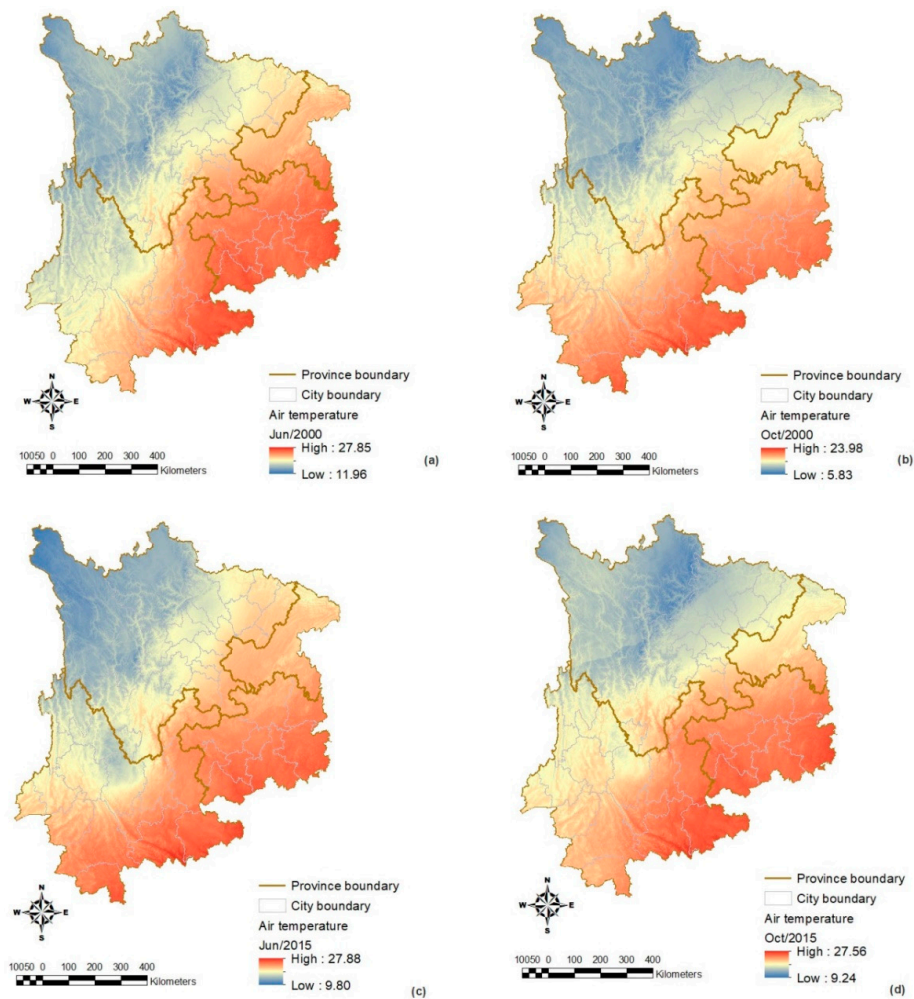 N
W E
S
10050 0 100 200 300 400
Kilometers
Province boundary
City boundary
Air temperature
Jun/2000
High : 27.85
Low : 11.96
(a)
N
W E
S
10050 0 100 200 300 400
Kilometers
Province boundary
City boundary
Air temperature
Oct/2000
High : 23.98
Low : 5.83
(b)
N
W E
S
10050 0 100 200 300 400
Kilometers
Province boundary
City boundary
Air temperature
Jun/2015
High : 27.88
Low : 9.80
(c)
N
W E
S
10050 0 100 200 300 400
Kilometers
Province boundary
City boundary
Air temperature
Oct/2015
High : 27.56
Low : 9.24
(d)